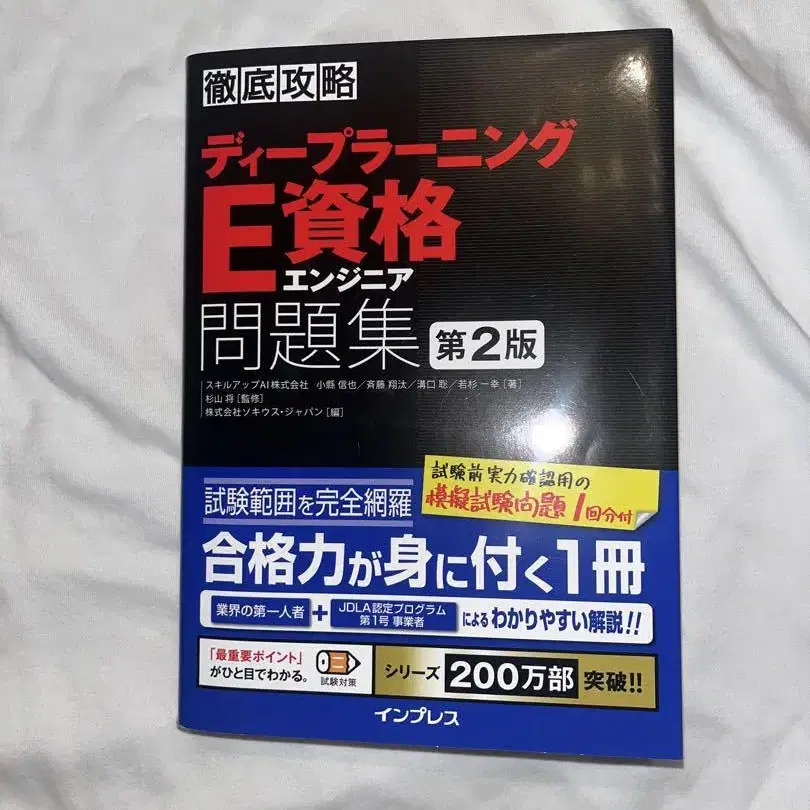 徹底攻略
ディープラーニング
E資格
エンジニア
問題集 第2版
スキルアップAI株式会社 小縣 信也／斉藤 翔汰／溝口 聡／若杉 一幸［著］
杉山 将［監修］
株式会社ソキウス・ジャパン［編］
試験範囲を完全網羅
試験前実力確認用の
模擬試験問題1回分付
合格力が身に付く1冊
業界の第一人者 + JDLA認定プログラム 第1号 事業者 による わかりやすい解説!!
「最重要ポイント」
がひと目でわかる。
試験対策
シリーズ 200万部 突破!!
インプレス